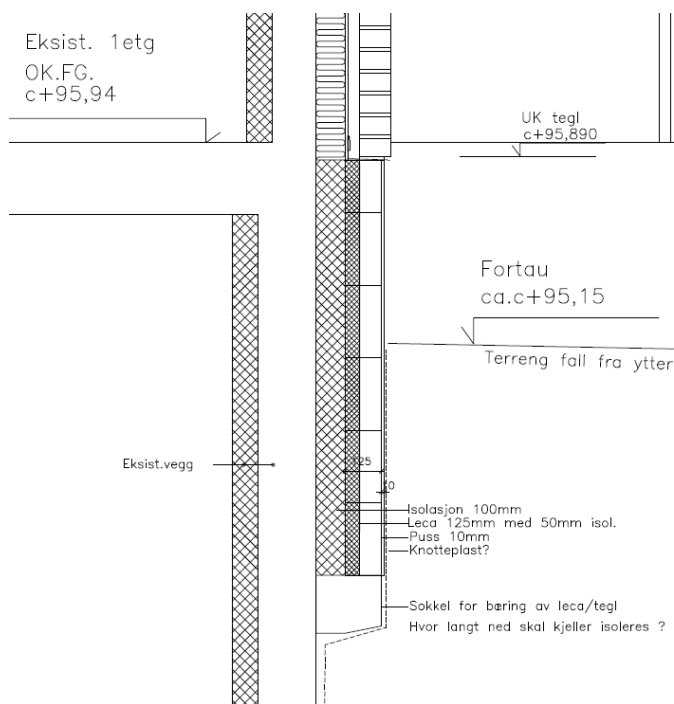 Eksist. 1etg
OK.FG.
c+95,94
UK tegl
c+95,890
Fortau
ca.c+95,15
Terreng fall fra ytter
Eksist.vegg
125
10
Isolasjon 100mm
Leca 125mm med 50mm isol.
Puss 10mm
Knotteplast?
Sokkel for bæring av leca/tegl
Hvor langt ned skal kjeller isoleres ?